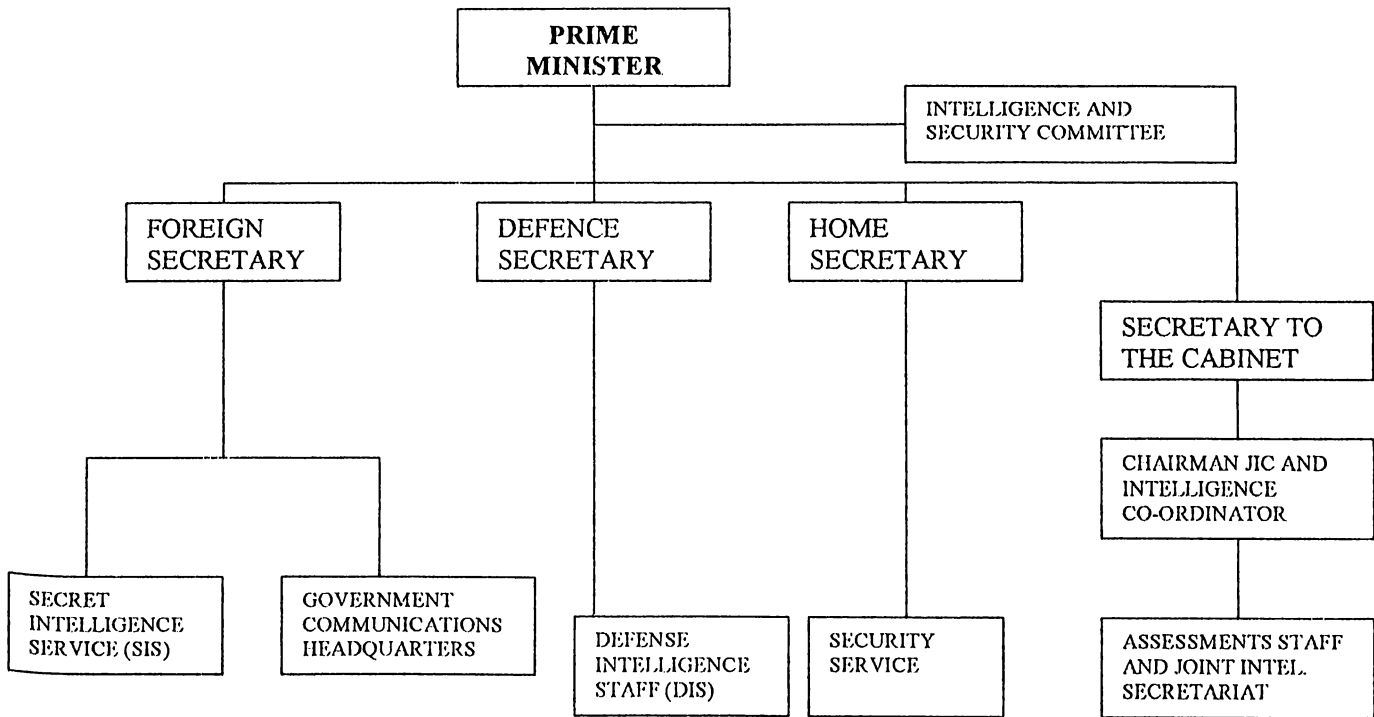 PRIME
MINISTER
INTELLIGENCE AND
SECURITY COMMITTEE
FOREIGN
SECRETARY
DEFENCE
SECRETARY
HOME
SECRETARY
SECRETARY TO
THE CABINET
CHAIRMAN JIC AND
INTELLIGENCE
CO-ORDINATOR
SECRET
INTELLIGENCE
SERVICE (SIS)
GOVERNMENT
COMMUNICATIONS
HEADQUARTERS
DEFENSE
INTELLIGENCE
STAFF (DIS)
SECURITY
SERVICE
ASSESSMENTS STAFF
AND JOINT INTEL.
SECRETARIAT